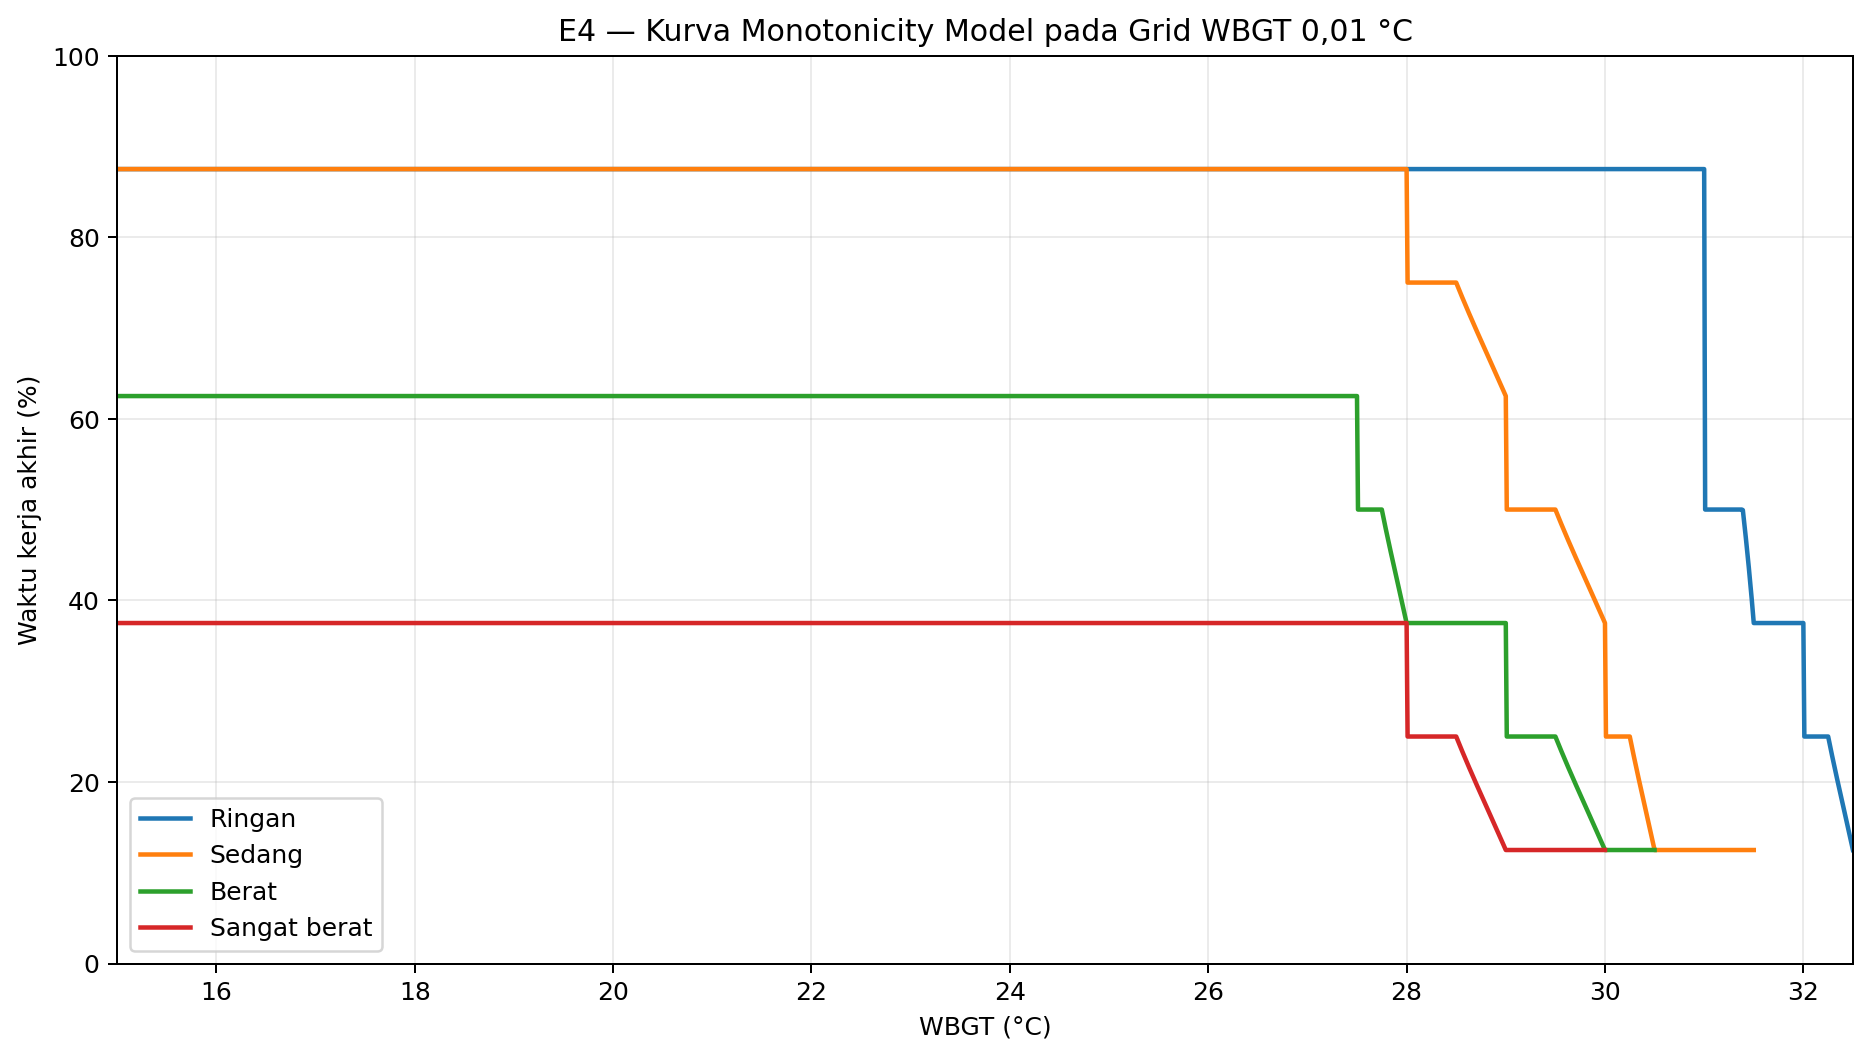 E4 — Kurva Monotonicity Model pada Grid WBGT 0,01 °C
Waktu kerja akhir (%)
100
80
60
40
20
0
Ringan
Sedang
Berat
Sangat berat
16 18 20 22 24 26 28 30 32
WBGT (°C)